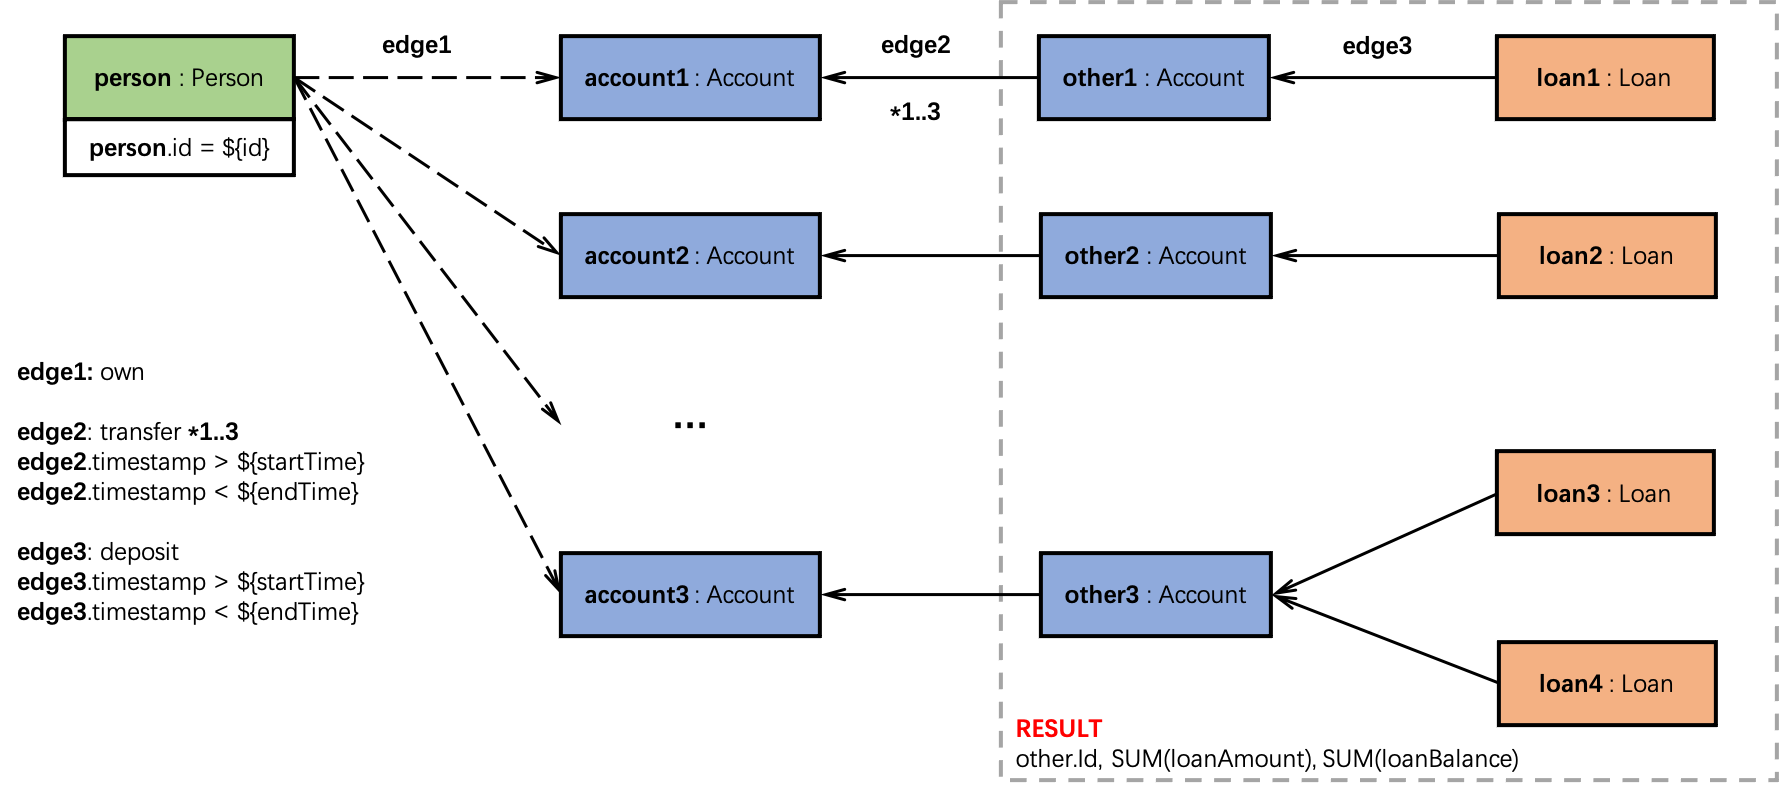 edge1
edge2
edge3
person : Person
account1 : Account
other1 : Account
loan1 : Loan
*1..3
person.id = ${id}
account2 : Account
other2 : Account
loan2 : Loan
edge1: own
...
edge2: transfer *1..3
edge2.timestamp > ${startTime}
edge2.timestamp < ${endTime}
loan3 : Loan
edge3: deposit
edge3.timestamp > ${startTime}
edge3.timestamp < ${endTime}
account3 : Account
other3 : Account
loan4 : Loan
RESULT
other.Id, SUM(loanAmount), SUM(loanBalance)